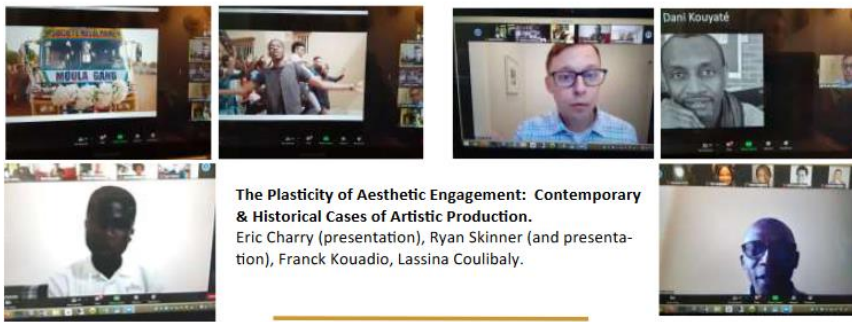 MOULA GANG
Dani Kouyaté
The Plasticity of Aesthetic Engagement: Contemporary
& Historical Cases of Artistic Production.
Eric Charry (presentation), Ryan Skinner (and presenta-
tion), Franck Kouadio, Lassina Coulibaly.